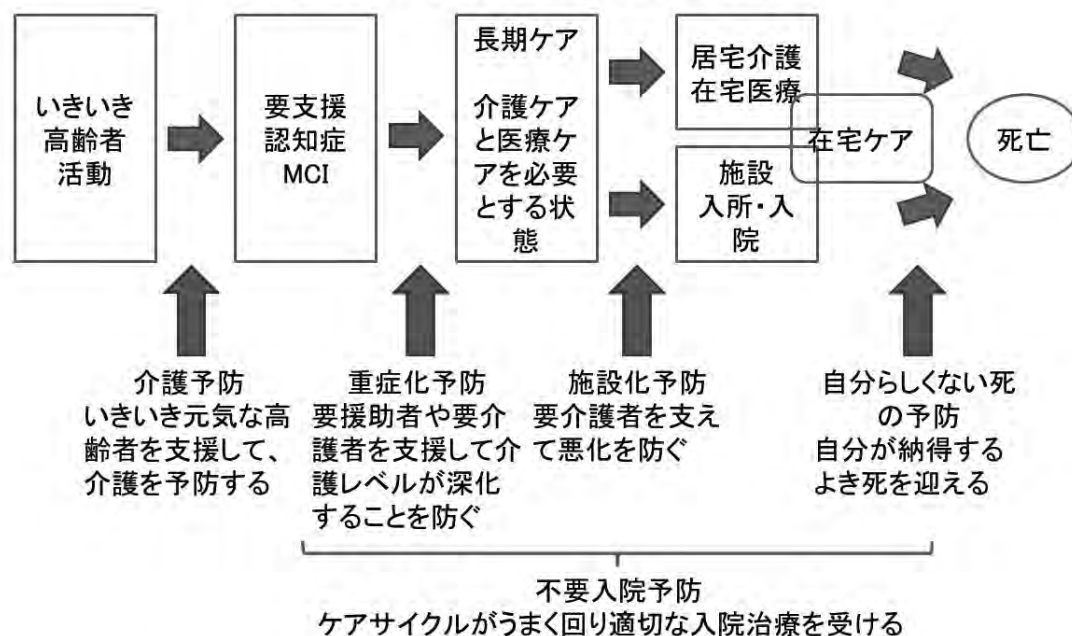 いきいき
高齢者
活動
要支援
認知症
MCI
長期ケア
介護ケア
と医療ケ
アを必要
とする状
態
居宅介護
在宅医療
施設
入所・入
院
在宅ケア
死亡
介護予防
いきいき元気な高
齢者を支援して、
介護を予防する
重症化予防
要援助者や要介
護者を支援して介
護レベルが深化
することを防ぐ
施設化予防
要介護者を支え
て悪化を防ぐ
自分らしくない死
の予防
自分が納得する
よき死を迎える
不要入院予防
ケアサイクルがうまく回り適切な入院治療を受ける